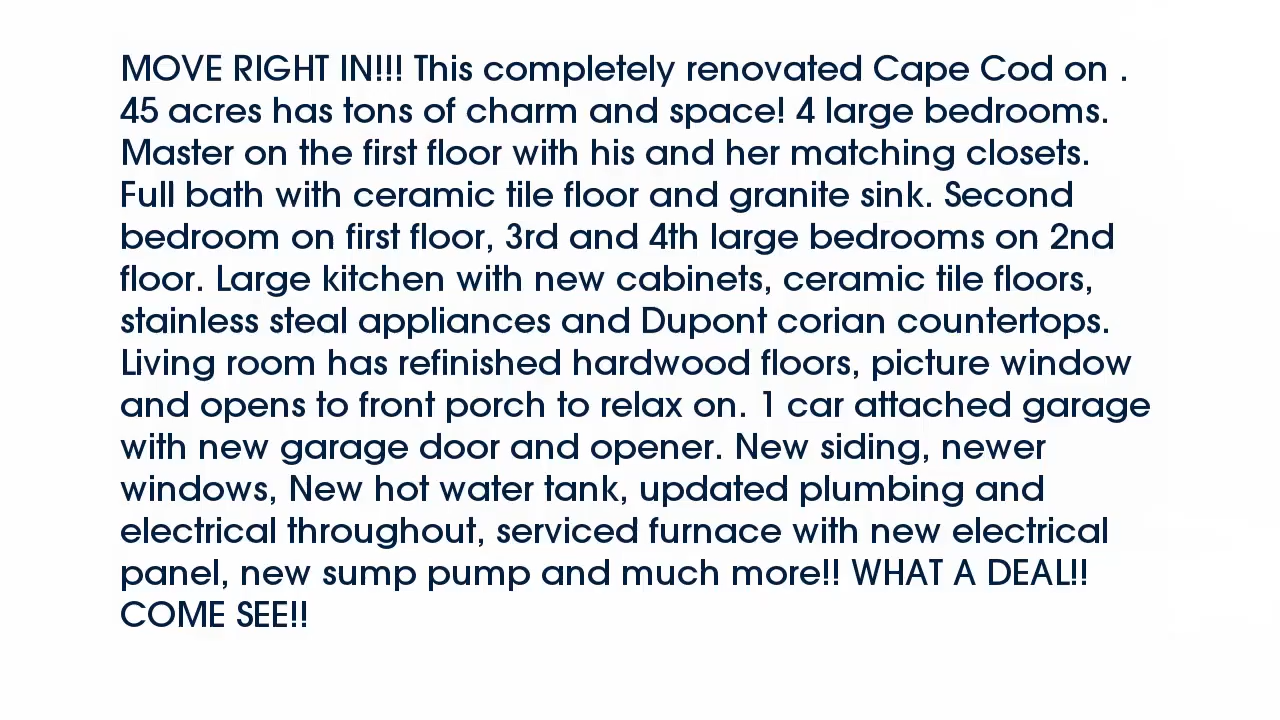 MOVE RIGHT IN!!! This completely renovated Cape Cod on .
45 acres has tons of charm and space! 4 large bedrooms.
Master on the first floor with his and her matching closets.
Full bath with ceramic tile floor and granite sink. Second
bedroom on first floor, 3rd and 4th large bedrooms on 2nd
floor. Large kitchen with new cabinets, ceramic tile floors,
stainless steal appliances and Dupont corian countertops.
Living room has refinished hardwood floors, picture window
and opens to front porch to relax on. 1 car attached garage
with new garage door and opener. New siding, newer
windows, New hot water tank, updated plumbing and
electrical throughout, serviced furnace with new electrical
panel, new sump pump and much more!! WHAT A DEAL!!
COME SEE!!